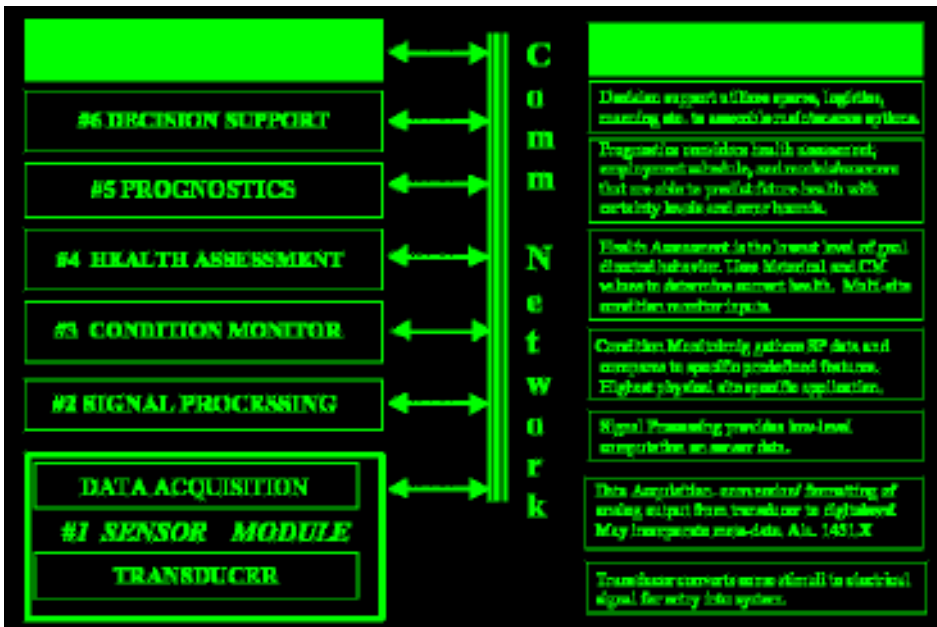 #6 DECISION SUPPORT
#5 PROGNOSTICS
#4 HEALTH ASSESSMENT
#3 CONDITION MONITOR
#2 SIGNAL PROCESSING
DATA ACQUISITION
#1 SENSOR MODULE
TRANSDUCER
Comm Network
Decision support utilizes spares, logistics,
manning etc. to assemble maintenance options.
Prognostics considers health assessment,
employment schedule, and models
that are able to predict future health with
certainty levels and error bounds.
Health Assessment is the lowest level of goal
directed behavior. Uses historical and CM
values to determine current health. Multi-site
condition monitor inputs.
Condition Monitoring gathers SP data and
compares to specific predefined features.
Highest physical site specific application.
Signal Processing provides low-level
computation on sensor data.
Data Acquisition- conversion/ formatting of
analog output from transducer to digital
May incorporate meta-data. 1451.X
Transducer converts some stimuli to electrical
signal for entry into system.